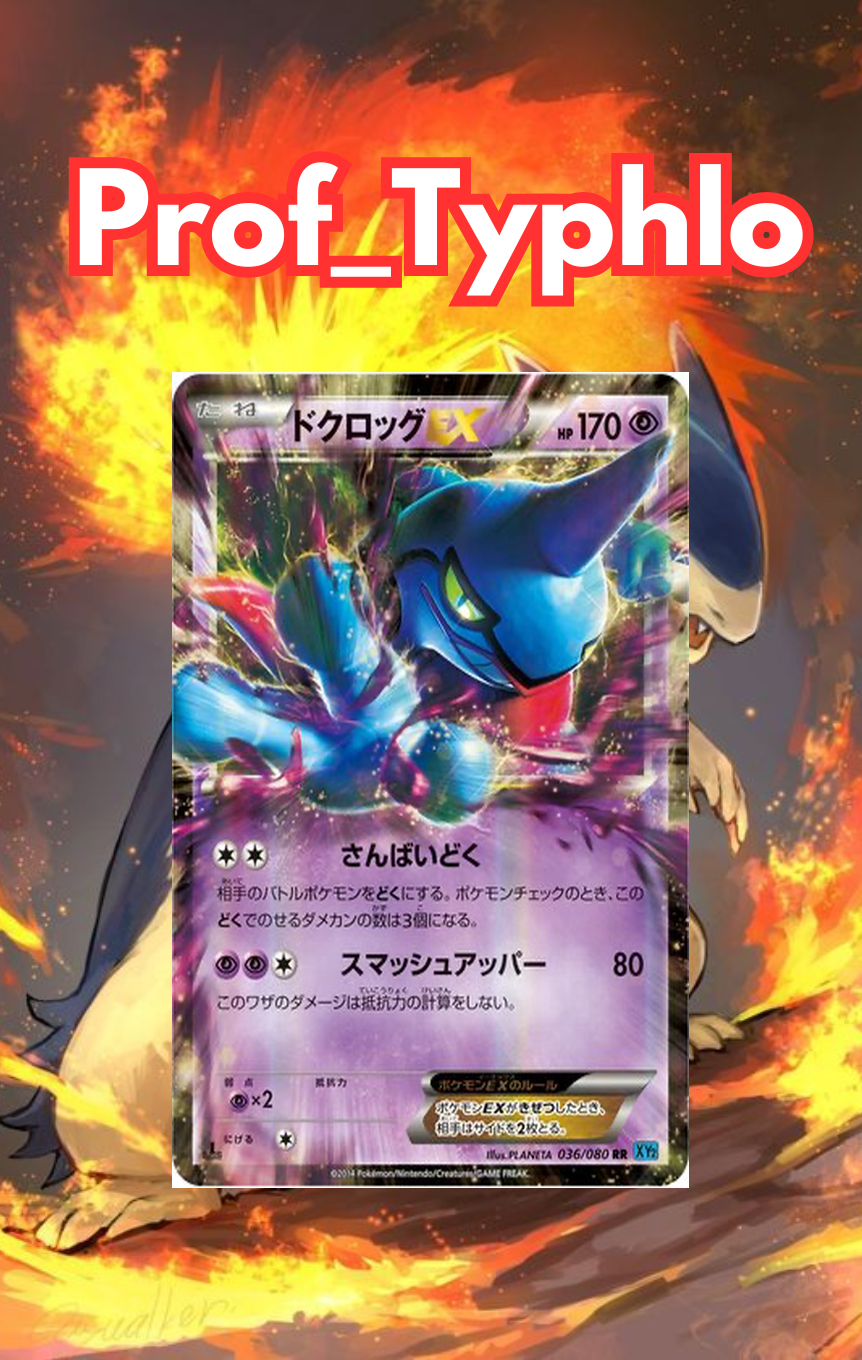 Prof_Typhlo
たね ドクロッグEX HP170
さんばいどく
相手のバトルポケモンをどくにする。ポケモンチェックのとき、この
どくでのせるダメカンの数は3個になる。
スマッシュアッパー 80
このワザのダメージは抵抗力の計算をしない。
弱点 抵抗力
×2
ポケモンEXのルール
ポケモンEXがきぜつしたとき、
相手はサイドを2枚とる。
にげる
illus.PLANETA 036/080 RR XY2
©2014 Pokémon/Nintendo/Creatures/GAME FREAK.